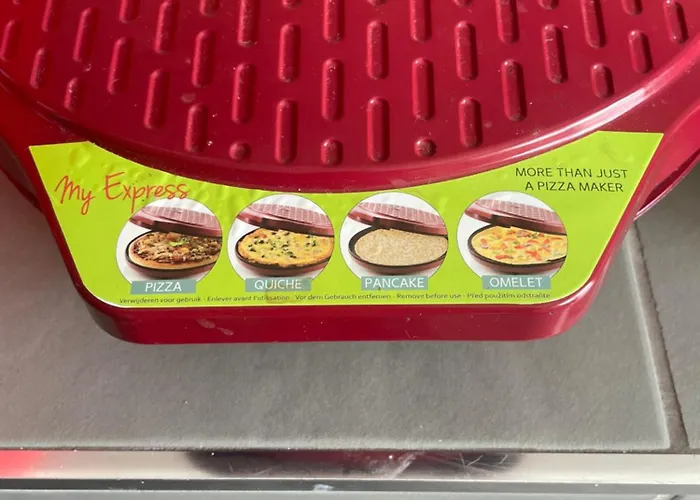 My Express
MORE THAN JUST
A PIZZA MAKER
PIZZA
QUICHE
PANCAKE
OMELET
Verwijderen voor gebruik - Enlever avant l'utilisation - Vor dem Gebrauch entfernen - Remove before use - Před použitím odstraňte